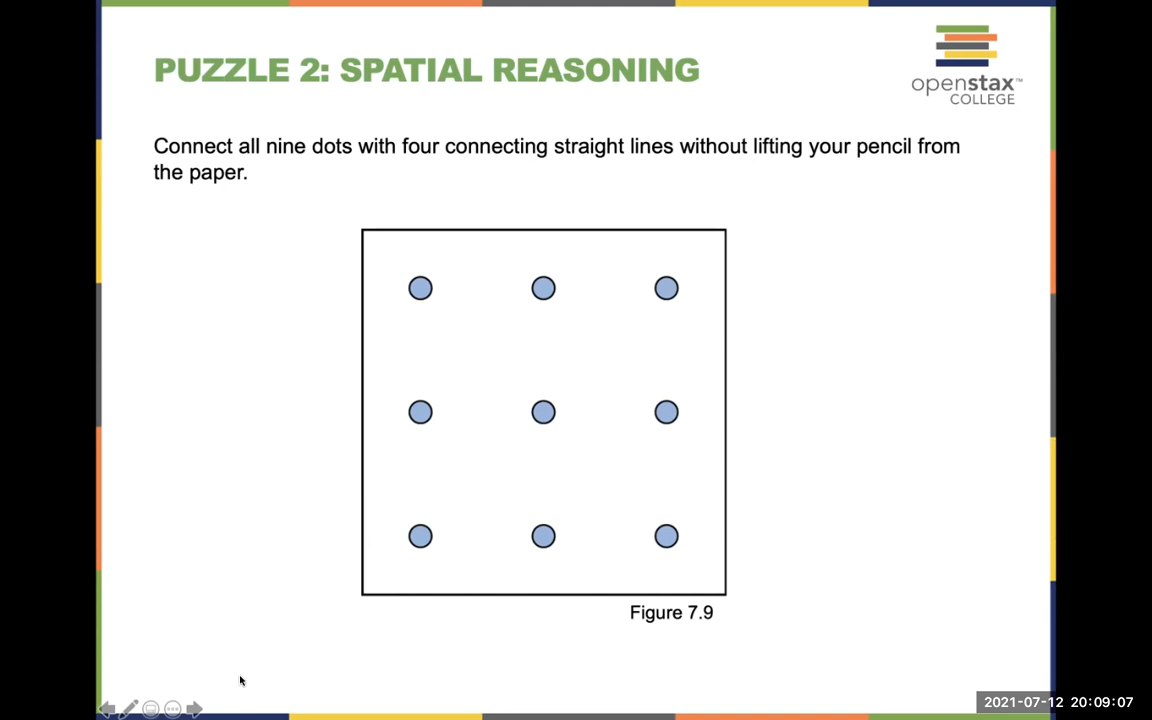 PUZZLE 2: SPATIAL REASONING
openstax™
COLLEGE
Connect all nine dots with four connecting straight lines without lifting your pencil from
the paper.
Figure 7.9
2021-07-12 20:09:07